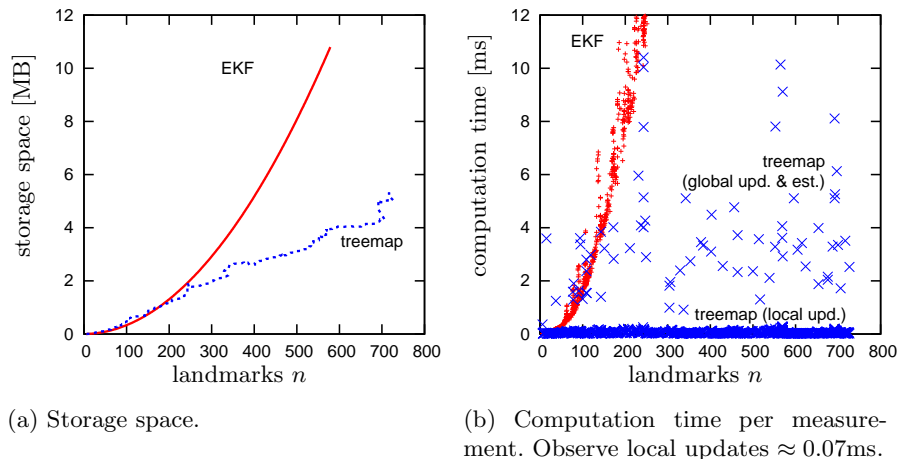 12
10
8
6
4
2
0
0 100 200 300 400 500 600 700 800
storage space [MB]
landmarks n
EKF
treemap
(a) Storage space.
12
10
8
6
4
2
0
0 100 200 300 400 500 600 700 800
computation time [ms]
landmarks n
EKF
treemap
(global upd. & est.)
treemap (local upd.)
(b) Computation time per measure-
ment. Observe local updates ≈ 0.07ms.